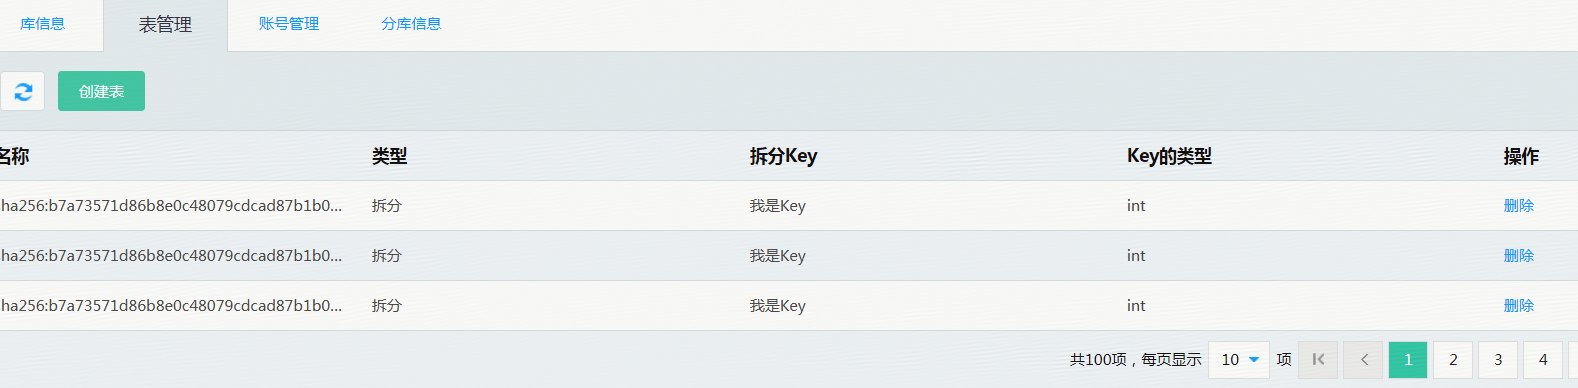 库信息 表管理 账号管理 分库信息
创建表
名称 类型 拆分Key Key的类型 操作
ha256:b7a73571d86b8e0c48079cdcad87b1b0... 拆分 我是Key int 删除
ha256:b7a73571d86b8e0c48079cdcad87b1b0... 拆分 我是Key int 删除
ha256:b7a73571d86b8e0c48079cdcad87b1b0... 拆分 我是Key int 删除
共100项，每页显示 10 项 1 2 3 4